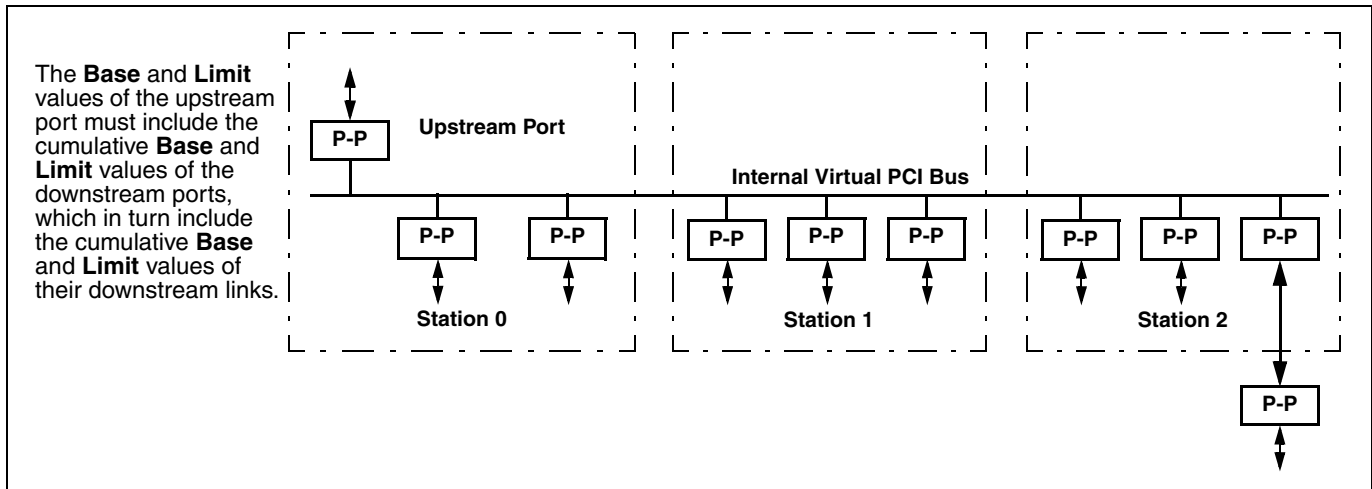 The Base and Limit
values of the upstream
port must include the
cumulative Base and
Limit values of the
downstream ports,
which in turn include
the cumulative Base
and Limit values of
their downstream links.
P-P
Upstream Port
Internal Virtual PCI Bus
P-P
P-P
P-P
P-P
P-P
P-P
P-P
P-P
Station 0
Station 1
Station 2
P-P